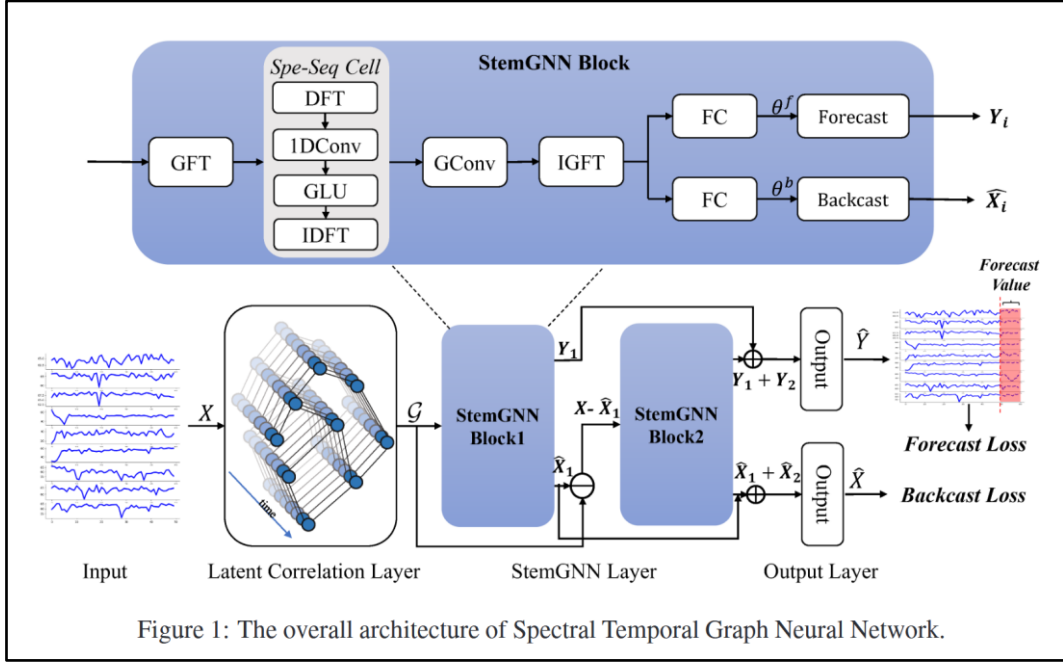 StemGNN Block
Spe-Seq Cell
DFT
1DConv
GLU
IDFT
GFT
GConv
IGFT
FC
θ^f
Forecast
Y_i
FC
θ^b
Backcast
X̂_i
Input
X
time
Latent Correlation Layer
𝒢
StemGNN
Block1
Y_1
X̂_1
X- X̂_1
StemGNN
Block2
StemGNN Layer
Y_1 + Y_2
X̂_1 + X̂_2
Output
Ŷ
Output
X̂
Output Layer
Forecast
Value
Forecast Loss
Backcast Loss
Figure 1: The overall architecture of Spectral Temporal Graph Neural Network.